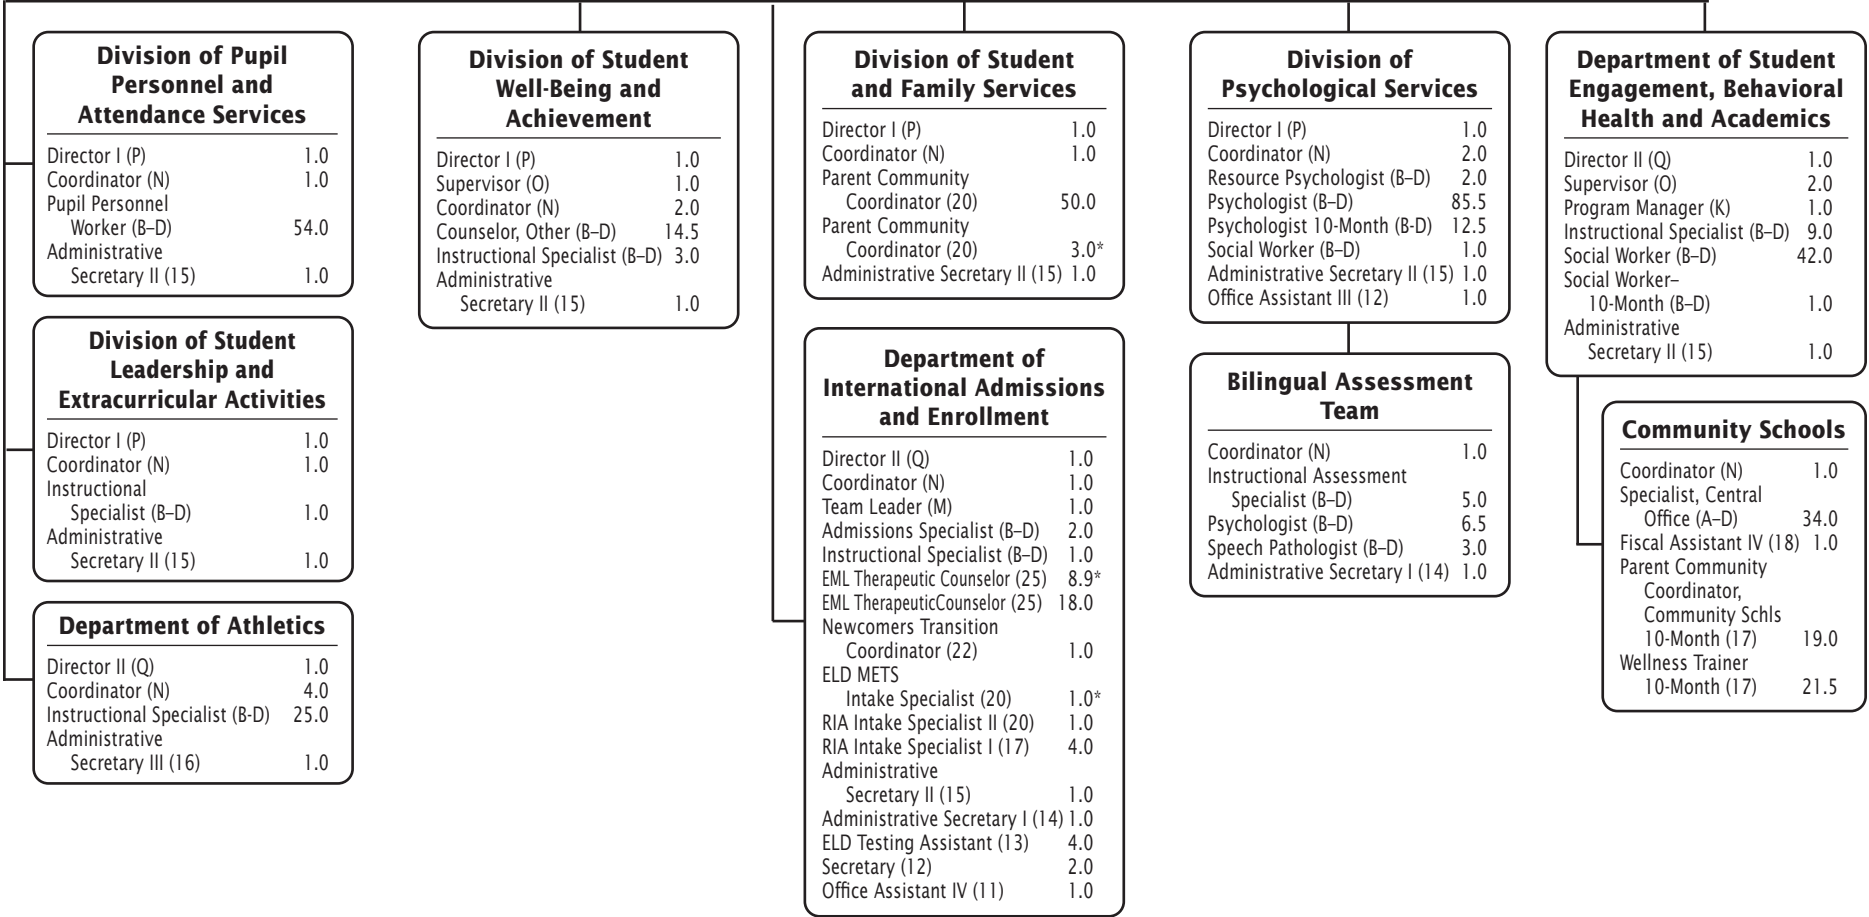 Division of Pupil
Personnel and
Attendance Services
Director I (P) 1.0
Coordinator (N) 1.0
Pupil Personnel
Worker (B–D) 54.0
Administrative
Secretary II (15) 1.0
Division of Student
Leadership and
Extracurricular Activities
Director I (P) 1.0
Coordinator (N) 1.0
Instructional
Specialist (B–D) 1.0
Administrative
Secretary II (15) 1.0
Department of Athletics
Director II (Q) 1.0
Coordinator (N) 4.0
Instructional Specialist (B-D) 25.0
Administrative
Secretary III (16) 1.0
Division of Student
Well-Being and
Achievement
Director I (P) 1.0
Supervisor (O) 1.0
Coordinator (N) 2.0
Counselor, Other (B–D) 14.5
Instructional Specialist (B–D) 3.0
Administrative
Secretary II (15) 1.0
Division of Student
and Family Services
Director I (P) 1.0
Coordinator (N) 1.0
Parent Community
Coordinator (20) 50.0
Parent Community
Coordinator (20) 3.0*
Administrative Secretary II (15) 1.0
Department of
International Admissions
and Enrollment
Director II (Q) 1.0
Coordinator (N) 1.0
Team Leader (M) 1.0
Admissions Specialist (B–D) 2.0
Instructional Specialist (B–D) 1.0
EML Therapeutic Counselor (25) 8.9*
EML TherapeuticCounselor (25) 18.0
Newcomers Transition
Coordinator (22) 1.0
ELD METS
Intake Specialist (20) 1.0*
RIA Intake Specialist II (20) 1.0
RIA Intake Specialist I (17) 4.0
Administrative
Secretary II (15) 1.0
Administrative Secretary I (14) 1.0
ELD Testing Assistant (13) 4.0
Secretary (12) 2.0
Office Assistant IV (11) 1.0
Division of
Psychological Services
Director I (P) 1.0
Coordinator (N) 2.0
Resource Psychologist (B–D) 2.0
Psychologist (B–D) 85.5
Psychologist 10-Month (B-D) 12.5
Social Worker (B–D) 1.0
Administrative Secretary II (15) 1.0
Office Assistant III (12) 1.0
Bilingual Assessment
Team
Coordinator (N) 1.0
Instructional Assessment
Specialist (B–D) 5.0
Psychologist (B–D) 6.5
Speech Pathologist (B–D) 3.0
Administrative Secretary I (14) 1.0
Department of Student
Engagement, Behavioral
Health and Academics
Director II (Q) 1.0
Supervisor (O) 2.0
Program Manager (K) 1.0
Instructional Specialist (B–D) 9.0
Social Worker (B–D) 42.0
Social Worker–
10-Month (B–D) 1.0
Administrative
Secretary II (15) 1.0
Community Schools
Coordinator (N) 1.0
Specialist, Central
Office (A–D) 34.0
Fiscal Assistant IV (18) 1.0
Parent Community
Coordinator,
Community Schls
10-Month (17) 19.0
Wellness Trainer
10-Month (17) 21.5